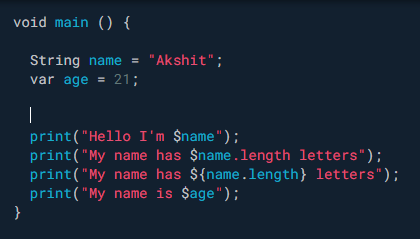 void main () {
String name = "Akshit";
var age = 21;
print("Hello I'm $name");
print("My name has $name.length letters");
print("My name has ${name.length} letters");
print("My name is $age");
}